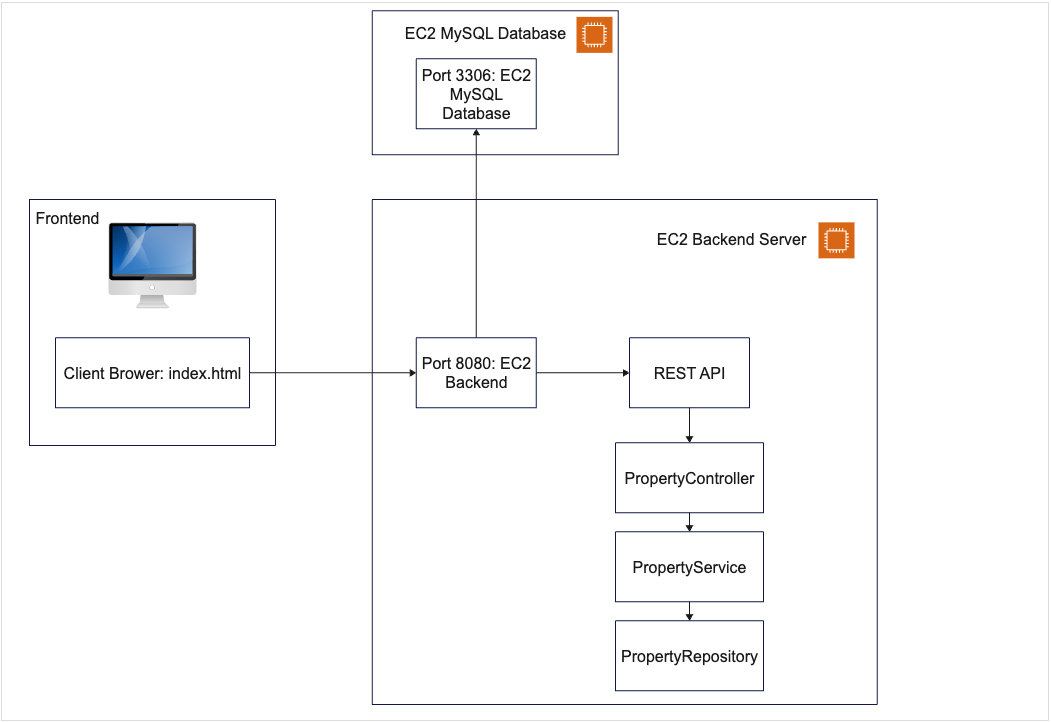 EC2 MySQL Database
Port 3306: EC2
MySQL
Database
Frontend
EC2 Backend Server
Client Brower: index.html
Port 8080: EC2
Backend
REST API
PropertyController
PropertyService
PropertyRepository